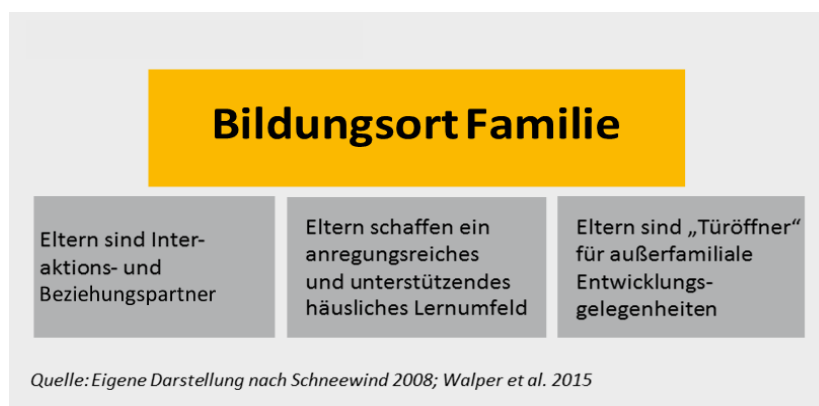 Bildungsort Familie
Eltern sind Inter-
aktions- und
Beziehungspartner
Eltern schaffen ein
anregungsreiches
und unterstützendes
häusliches Lernumfeld
Eltern sind „Türöffner“
für außerfamiliale
Entwicklungs-
gelegenheiten
Quelle: Eigene Darstellung nach Schneewind 2008; Walper et al. 2015